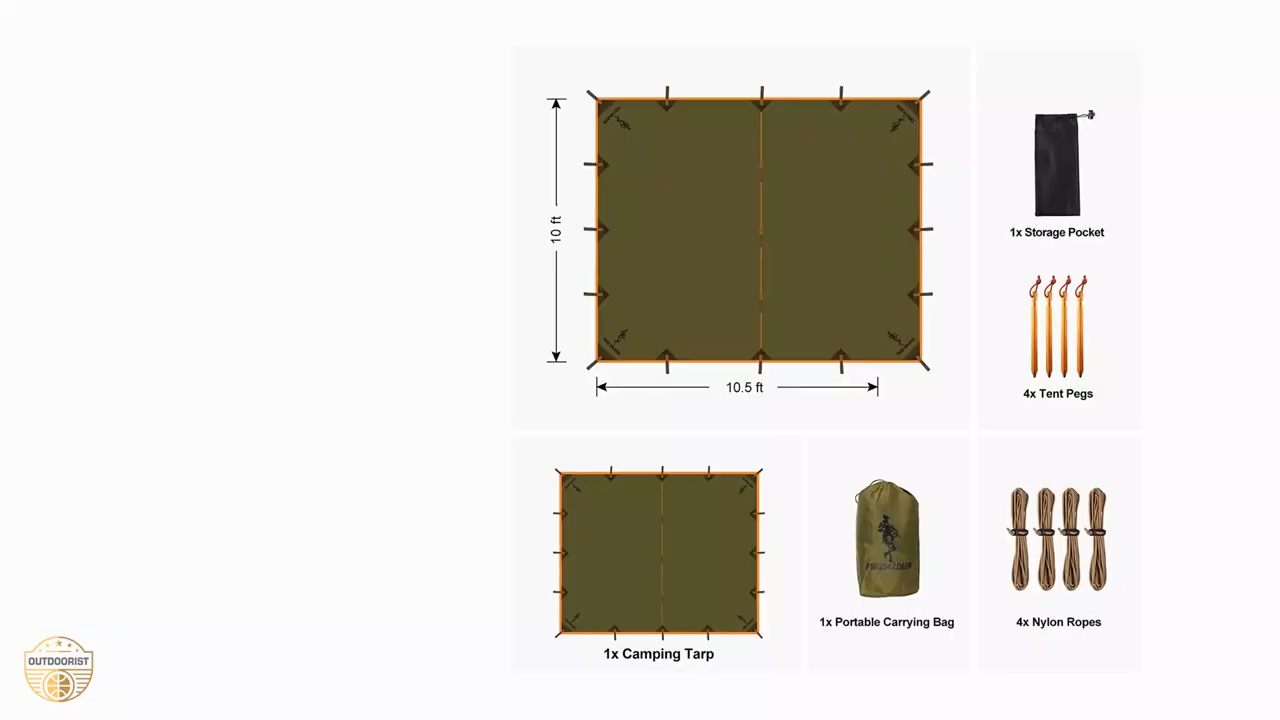 10 ft
10.5 ft
1x Storage Pocket
4x Tent Pegs
1x Camping Tarp
FREESOLDIER
1x Portable Carrying Bag
4x Nylon Ropes
OUTDOORIST